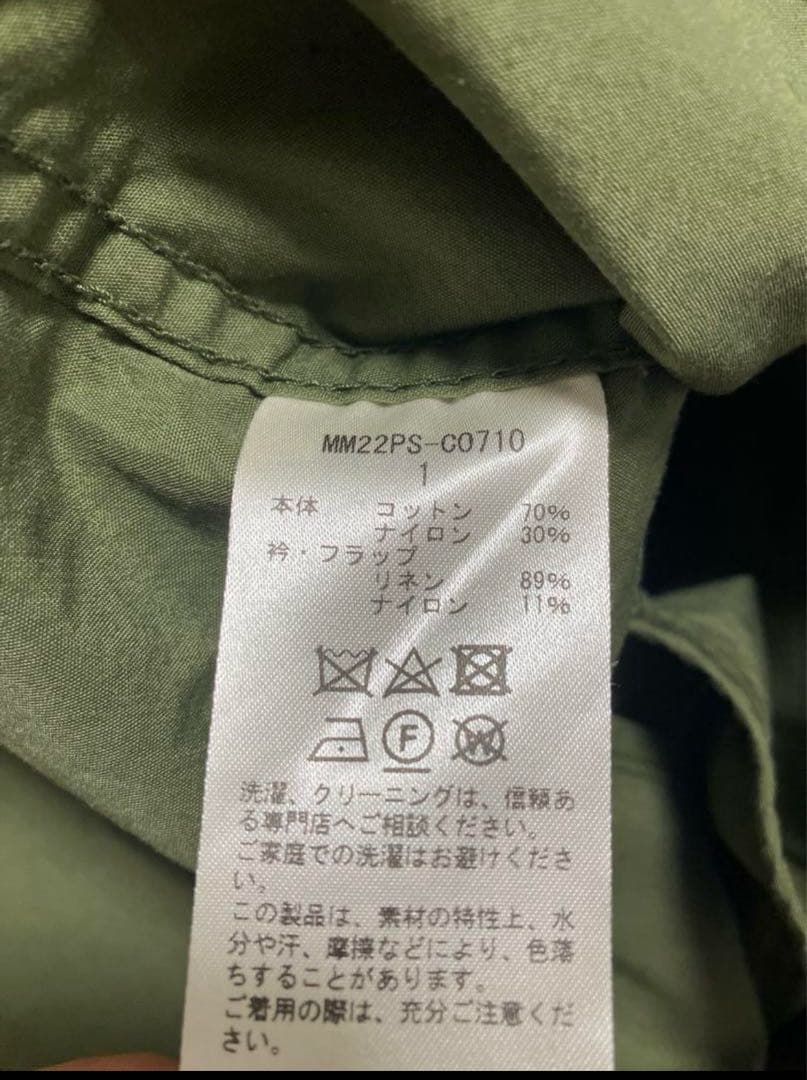 MM22PS-C0710
1
本体 コットン 70%
ナイロン 30%
衿・フラップ
リネン 89%
ナイロン 11%
F
W
洗濯、クリーニングは、信頼あ
る専門店へご相談ください。
ご家庭での洗濯はお避けくださ
い。
この製品は、素材の特性上、水
分や汗、摩擦などにより、色落
ちすることがあります。
ご着用の際は、充分ご注意くだ
さい。